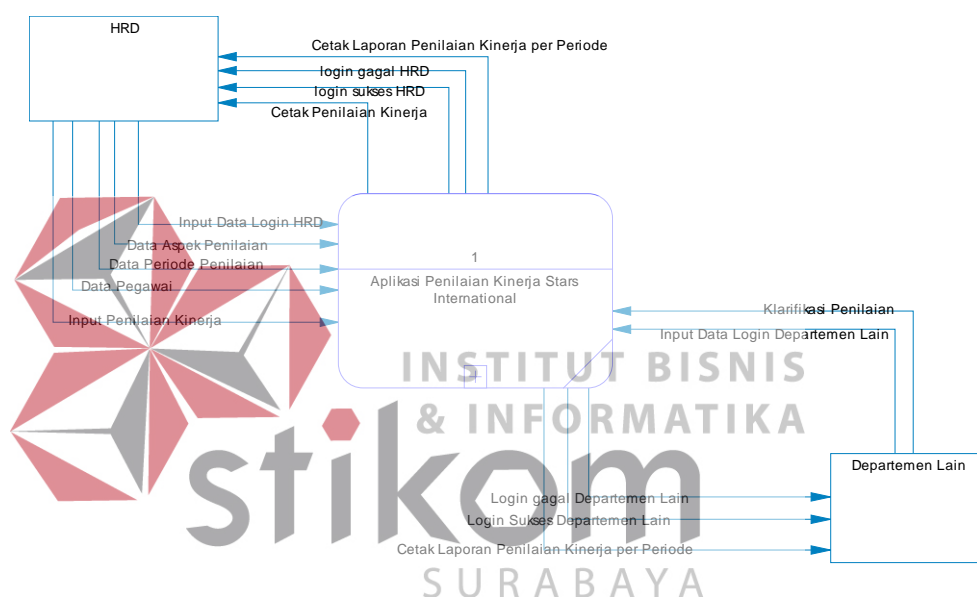 HRD
Cetak Laporan Penilaian Kinerja per Periode
login gagal HRD
login sukses HRD
Cetak Penilaian Kinerja
Input Data Login HRD
Data Aspek Penilaian
Data Periode Penilaian
Data Pegawai
Input Penilaian Kinerja
1
Aplikasi Penilaian Kinerja Stars
International
Klarifikasi Penilaian
Input Data Login Departemen Lain
INSTITUT BISNIS
& INFORMATIKA
stikom
SURABAYA
Departemen Lain
Login gagal Departemen Lain
Login Sukses Departemen Lain
Cetak Laporan Penilaian Kinerja per Periode